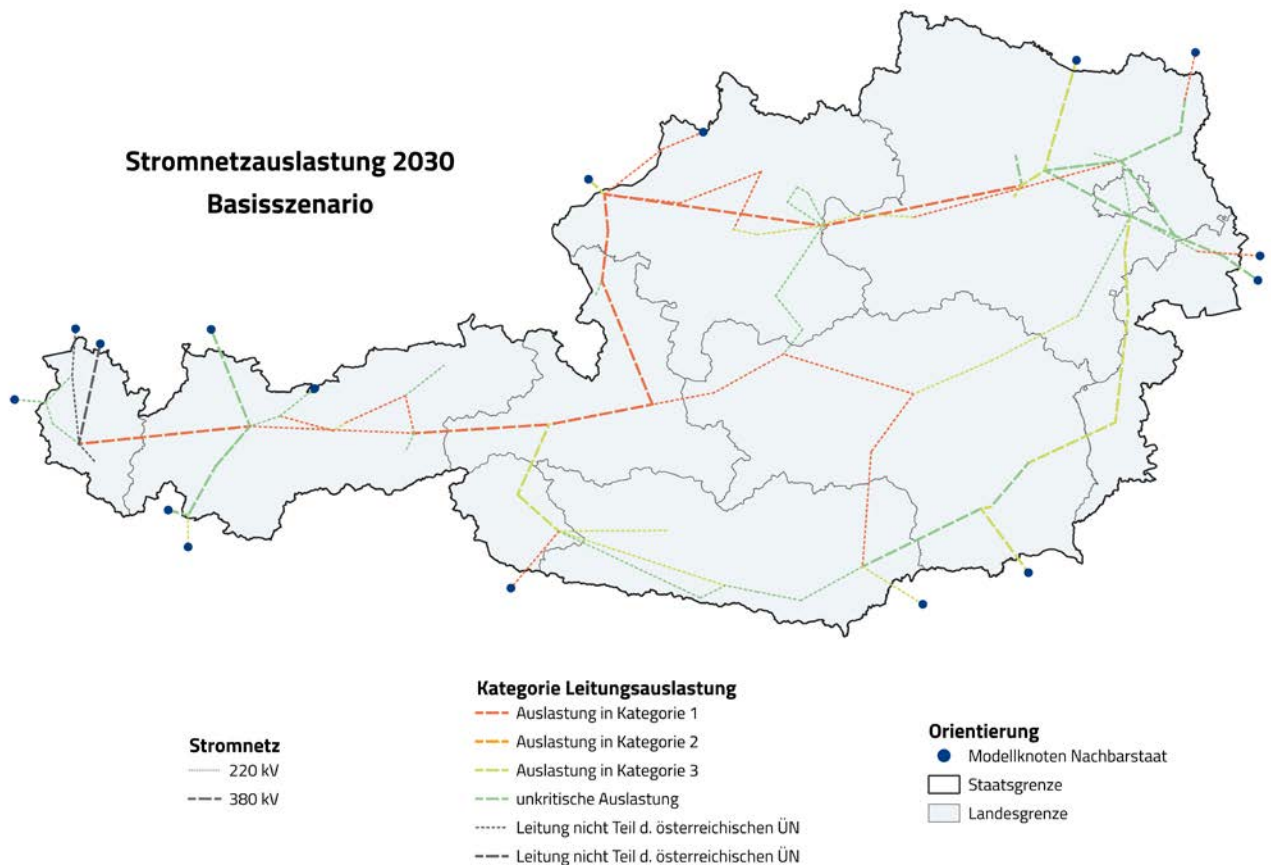 Stromnetzauslastung 2030
Basisszenario
Stromnetz
220 kV
380 kV
Kategorie Leitungsauslastung
Auslastung in Kategorie 1
Auslastung in Kategorie 2
Auslastung in Kategorie 3
unkritische Auslastung
Leitung nicht Teil d. österreichischen ÜN
Leitung nicht Teil d. österreichischen ÜN
Orientierung
Modellknoten Nachbarstaat
Staatsgrenze
Landesgrenze